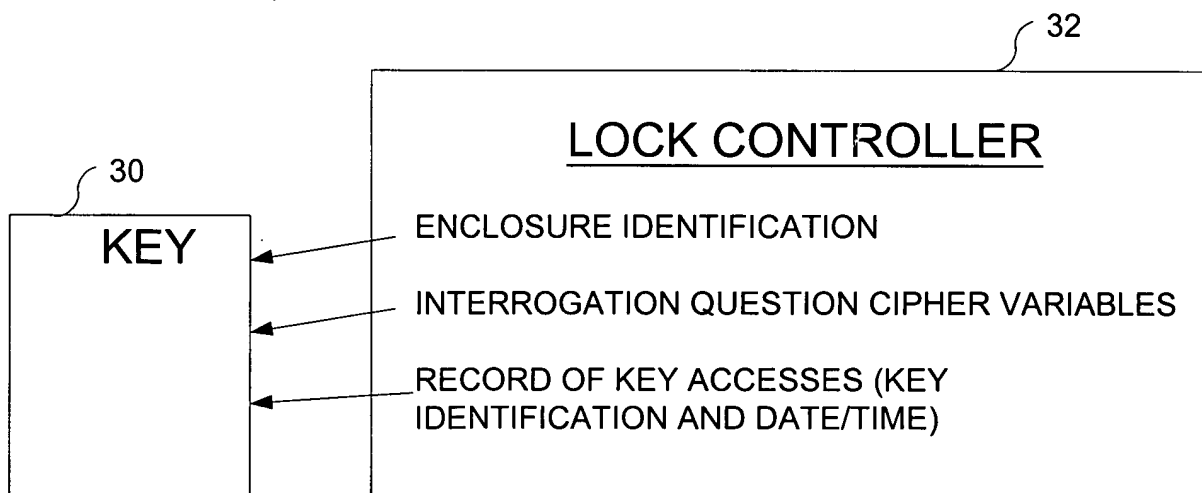 32
LOCK CONTROLLER
30
KEY
ENCLOSURE IDENTIFICATION
INTERROGATION QUESTION CIPHER VARIABLES
RECORD OF KEY ACCESSES (KEY
IDENTIFICATION AND DATE/TIME)